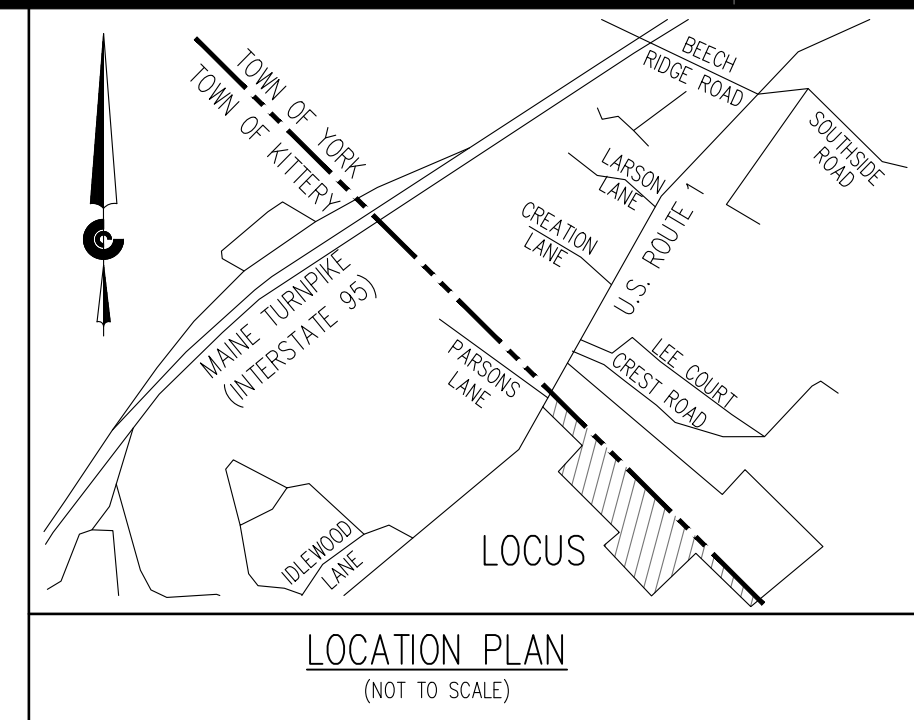 TOWN OF YORK
TOWN OF KITTERY
BEECH
RIDGE ROAD
SOUTHSIDE
ROAD
LARSON
LANE
CREATION
LANE
U.S. ROUTE 1
MAINE TURNPIKE
(INTERSTATE 95)
PARSONS
LANE
LEE COURT
CREST ROAD
IDLEWOOD
LANE
LOCUS
LOCATION PLAN
(NOT TO SCALE)